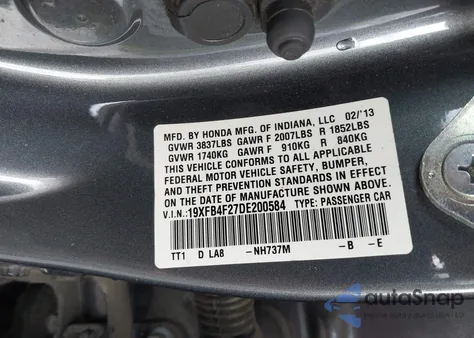 MFD. BY HONDA MFG. OF INDIANA, LLC 02/'13
GVWR 3837LBS GAWR F 2007LBS R 1852LBS
GVWR 1740KG GAWR F 910KG R 840KG
THIS VEHICLE CONFORMS TO ALL APPLICABLE
FEDERAL MOTOR VEHICLE SAFETY, BUMPER,
AND THEFT PREVENTION STANDARDS IN EFFECT
ON THE DATE OF MANUFACTURE SHOWN ABOVE.
V.I.N.: 19XFB4F27DE200584 TYPE: PASSENGER CAR
TT1 D LA8 -NH737M -B -E
autoSnap